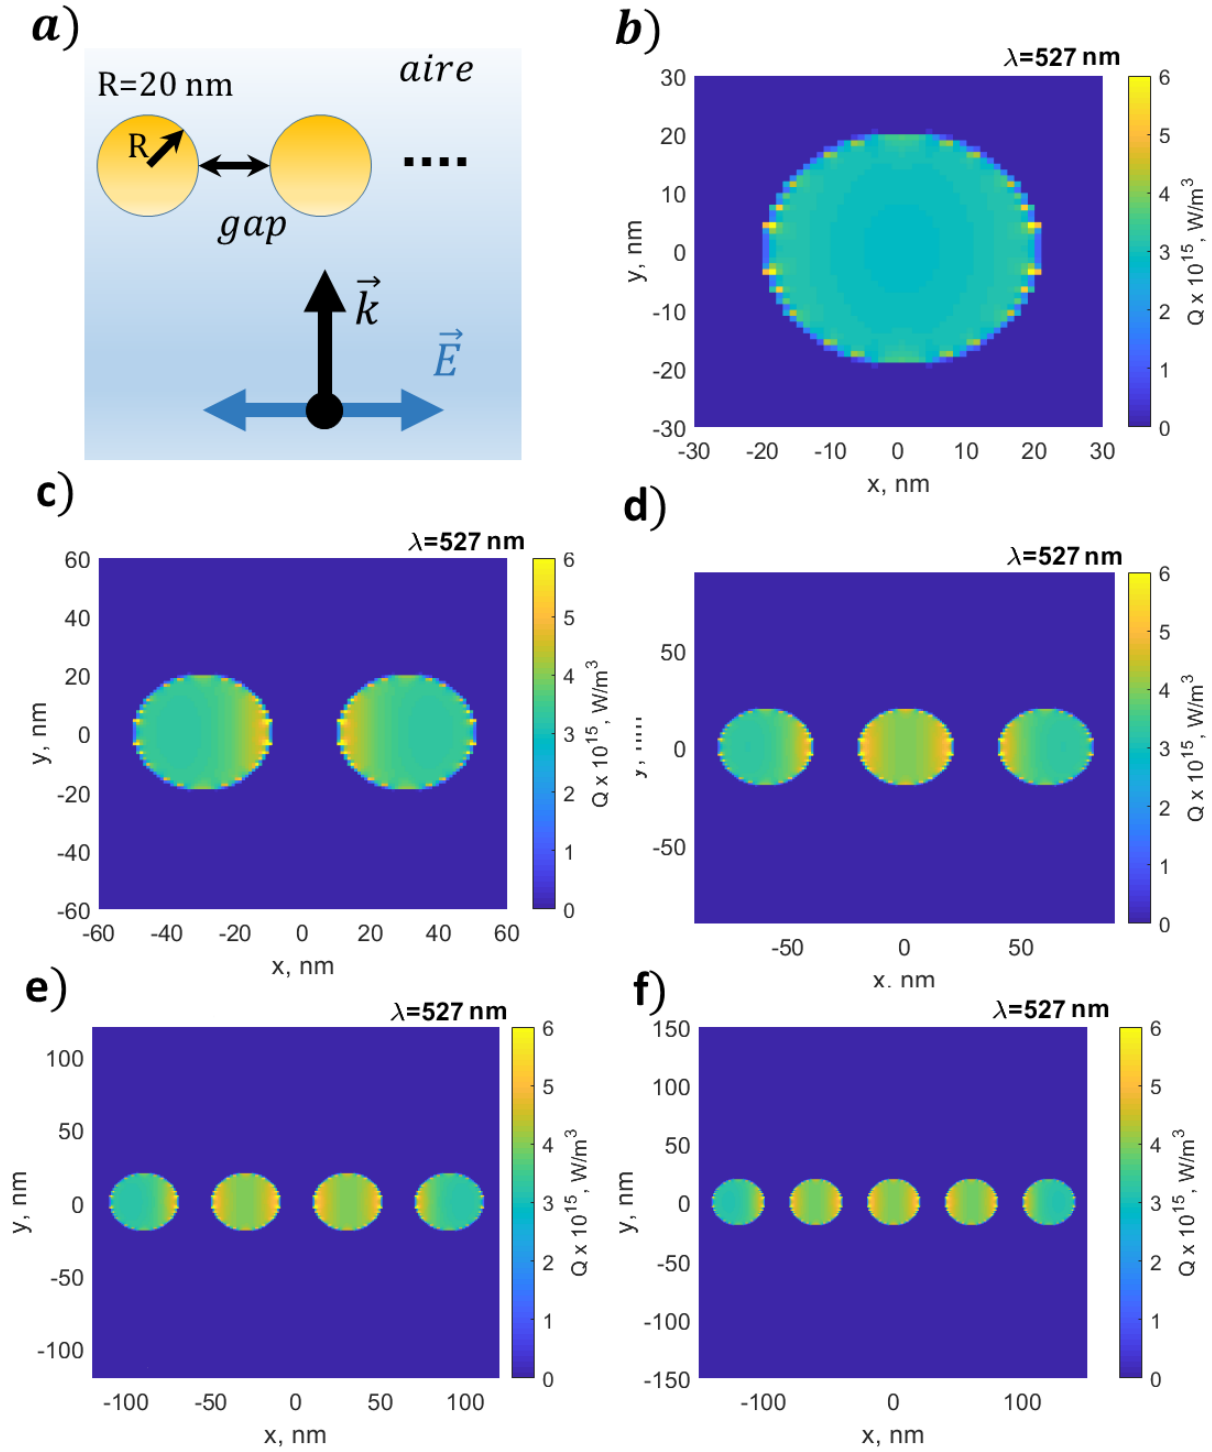 a)
R=20 nm
aire
R
gap
k
E
b)
λ=527 nm
30
20
10
0
-10
-20
-30
-30 -20 -10 0 10 20 30
x, nm
y, nm
6
5
4
3
2
1
0
Q x 10^15, W/m^3
c)
λ=527 nm
60
40
20
0
-20
-40
-60
-60 -40 -20 0 20 40 60
x, nm
y, nm
6
5
4
3
2
1
0
Q x 10^15, W/m^3
d)
λ=527 nm
50
0
-50
-50 0 50
x, nm
6
5
4
3
2
1
0
Q x 10^15, W/m^3
e)
λ=527 nm
100
50
0
-50
-100
-100 -50 0 50 100
x, nm
y, nm
6
5
4
3
2
1
0
Q x 10^15, W/m^3
f)
λ=527 nm
150
100
50
0
-50
-100
-150
-100 0 100
x, nm
y, nm
6
5
4
3
2
1
0
Q x 10^15, W/m^3